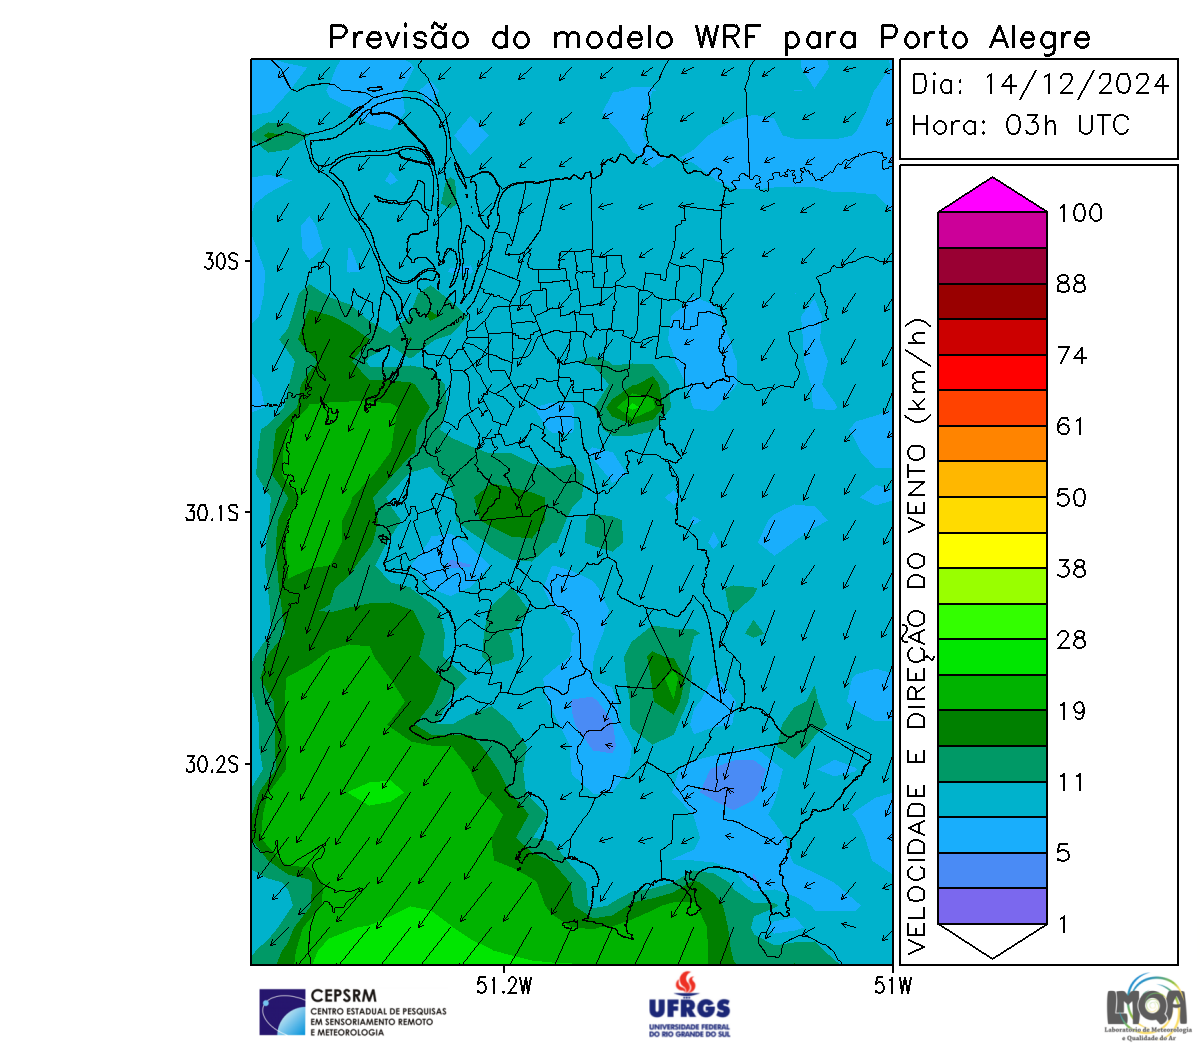 Previsão do modelo WRF para Porto Alegre
Dia: 14/12/2024
Hora: 03h UTC
30S
30.1S
30.2S
51.2W
51W
VELOCIDADE E DIREÇÃO DO VENTO (km/h)
100
88
74
61
50
38
28
19
11
5
1
CEPSRM
CENTRO ESTADUAL DE PESQUISAS
EM SENSORIAMENTO REMOTO
E METEOROLOGIA
UFRGS
UNIVERSIDADE FEDERAL
DO RIO GRANDE DO SUL
LMQA
Laboratório de Meteorologia
e Qualidade do Ar